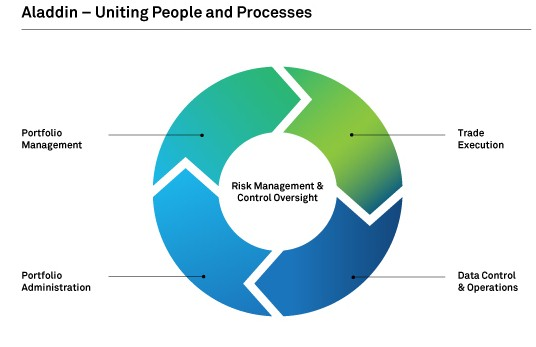 Aladdin – Uniting People and Processes
Portfolio
Management
Trade
Execution
Risk Management &
Control Oversight
Portfolio
Administration
Data Control
& Operations